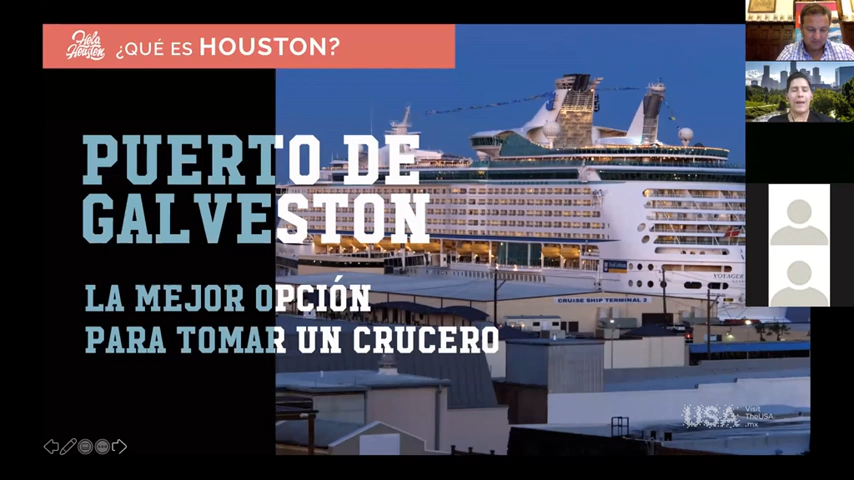 Hola
Houston
¿QUÉ ES HOUSTON?
PUERTO DE
GALVESTON
LA MEJOR OPCIÓN
PARA TOMAR UN CRUCERO
VOYAGER
CRUISE SHIP TERMINAL 2
USA
Visit
TheUSA
.mx